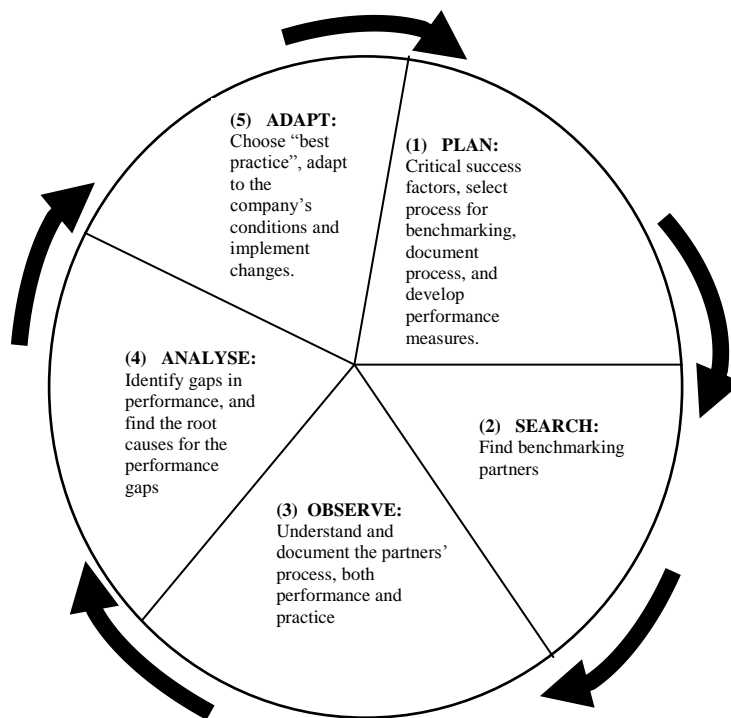 (1) PLAN:
Critical success
factors, select
process for
benchmarking,
document
process, and
develop
performance
measures.
(2) SEARCH:
Find benchmarking
partners
(3) OBSERVE:
Understand and
document the partners’
process, both
performance and
practice
(4) ANALYSE:
Identify gaps in
performance, and
find the root
causes for the
performance
gaps
(5) ADAPT:
Choose “best
practice”, adapt
to the
company’s
conditions and
implement
changes.